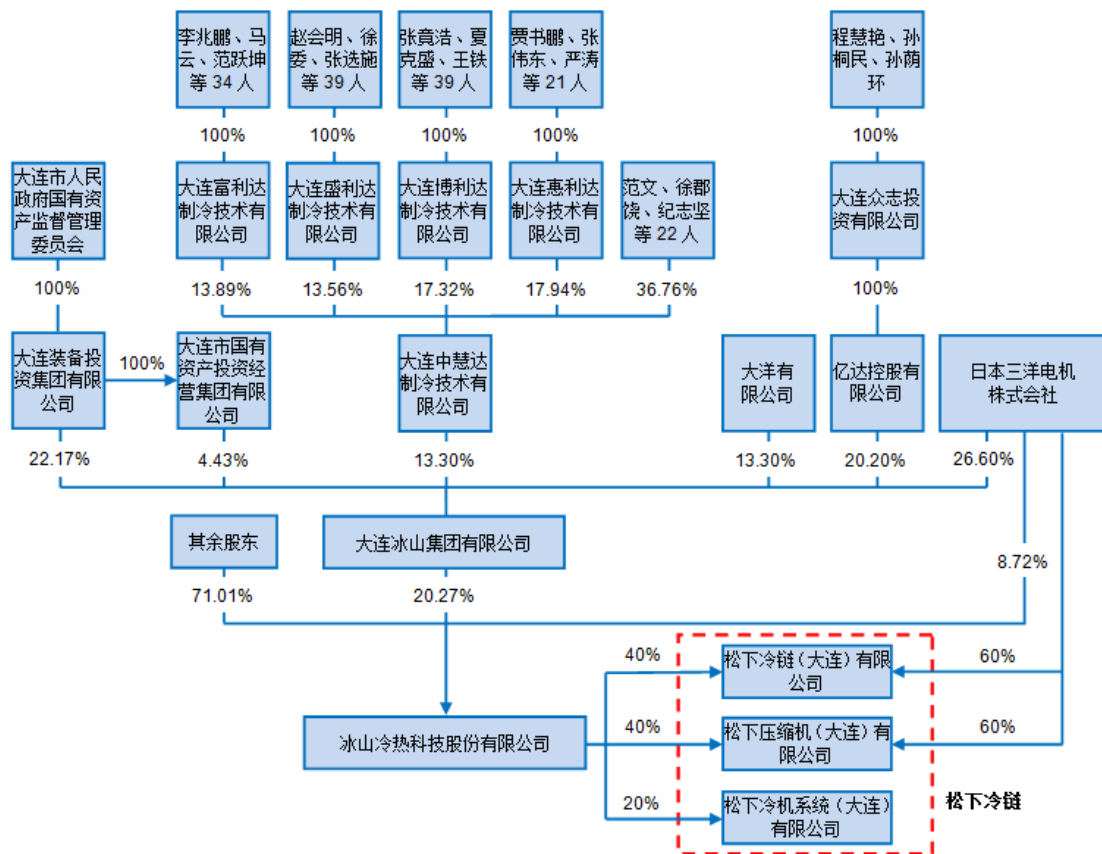 李兆鹏、马
云、范跃坤
等 34 人
赵会明、徐
委、张选施
等 39 人
张竟浩、夏
克盛、王铁
等 39 人
贾书鹏、张
伟东、严涛
等 21 人
程慧艳、孙
桐民、孙荫
环
100%
100%
100%
100%
100%
大连市人民
政府国有资
产监督管理
委员会
大连富利达
制冷技术有
限公司
大连盛利达
制冷技术有
限公司
大连博利达
制冷技术有
限公司
大连惠利达
制冷技术有
限公司
范文、徐郡
饶、纪志坚
等 22 人
大连众志投
资有限公司
100%
13.89%
13.56%
17.32%
17.94%
36.76%
100%
大连装备投
资集团有限
公司
100%
大连市国有
资产投资经
营集团有限
公司
大连中慧达
制冷技术有
限公司
大洋有
限公司
亿达控股有
限公司
日本三洋电机
株式会社
22.17%
4.43%
13.30%
13.30%
20.20%
26.60%
其余股东
大连冰山集团有限公司
8.72%
71.01%
20.27%
40%
松下冷链（大连）有限
公司
60%
冰山冷热科技股份有限公司
40%
松下压缩机（大连）有
限公司
60%
20%
松下冷机系统（大连）
有限公司
松下冷链